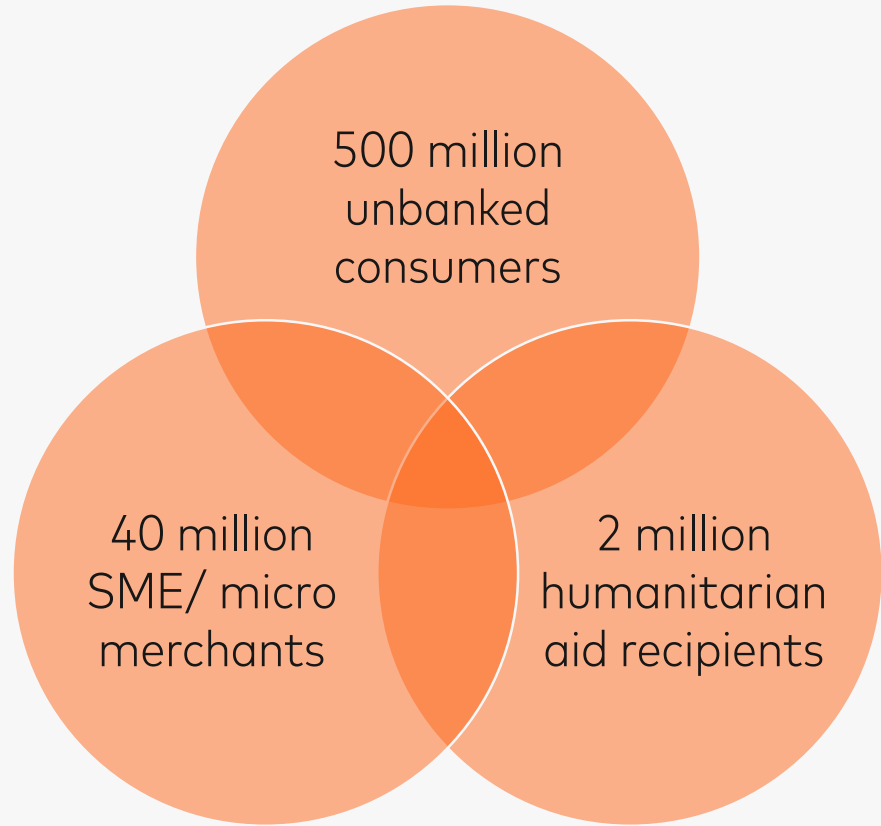 500 million
unbanked
consumers
40 million
SME/ micro
merchants
2 million
humanitarian
aid recipients